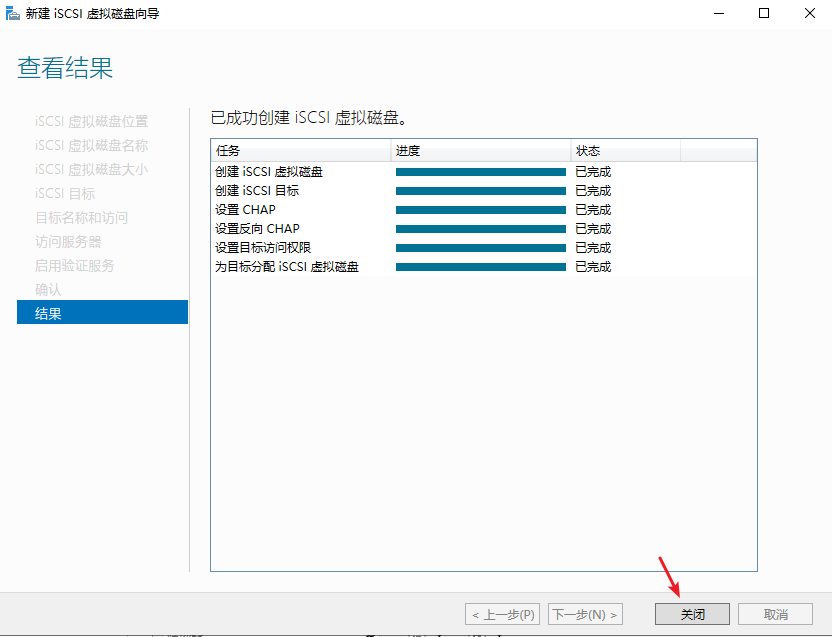 新建 iSCSI 虚拟磁盘向导
查看结果
iSCSI 虚拟磁盘位置
iSCSI 虚拟磁盘名称
iSCSI 虚拟磁盘大小
iSCSI 目标
目标名称和访问
访问服务器
启用验证服务
确认
结果
已成功创建 iSCSI 虚拟磁盘。
任务 进度 状态
创建 iSCSI 虚拟磁盘 已完成
创建 iSCSI 目标 已完成
设置 CHAP 已完成
设置反向 CHAP 已完成
设置目标访问权限 已完成
为目标分配 iSCSI 虚拟磁盘 已完成
< 上一步(P) 下一步(N) > 关闭 取消